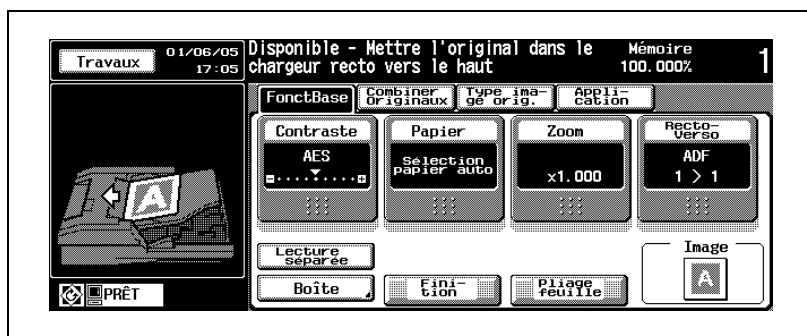 Travaux
01/06/05
17:05
Disponible - Mettre l'original dans le
chargeur recto vers le haut
Mémoire
100.000%
1
FonctBase
Combiner
Originaux
Type ima-
ge orig.
Appli-
cation
Contraste
AES
Papier
Sélection
papier auto
Zoom
x1.000
Recto-
Verso
ADF
1 > 1
A
Lecture
séparée
Boîte
Fini-
tion
Pliage
feuille
Image
A
PRÊT